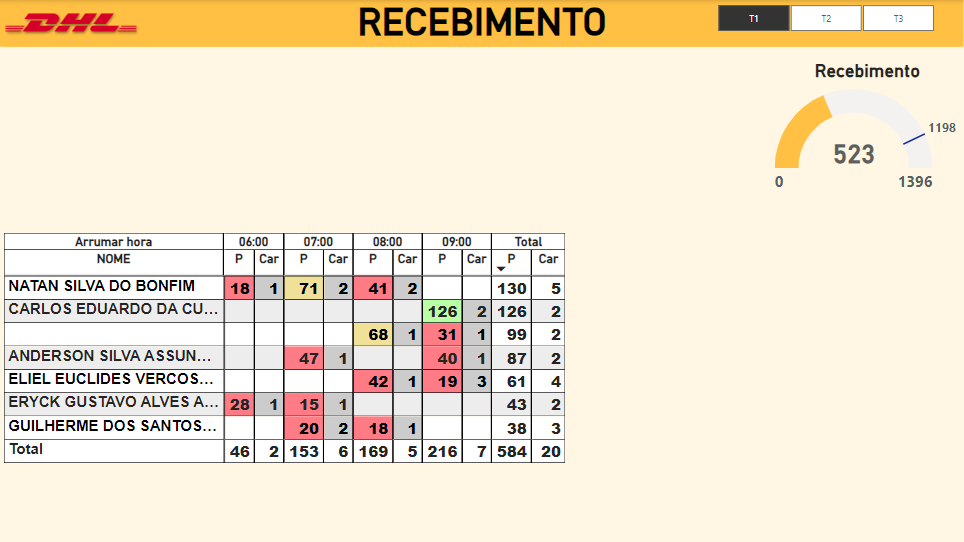 DHL RECEBIMENTO T1 T2 T3
Recebimento
1198
523
0 1396
Arrumar hora 06:00 07:00 08:00 09:00 Total
NOME P Car P Car P Car P Car P Car
NATAN SILVA DO BONFIM 18 1 71 2 41 2 130 5
CARLOS EDUARDO DA CU... 126 2 126 2
68 1 31 1 99 2
ANDERSON SILVA ASSUN... 47 1 40 1 87 2
ELIEL EUCLIDES VERCOS... 42 1 19 3 61 4
ERYCK GUSTAVO ALVES A... 28 1 15 1 43 2
GUILHERME DOS SANTOS... 20 2 18 1 38 3
Total 46 2 153 6 169 5 216 7 584 20